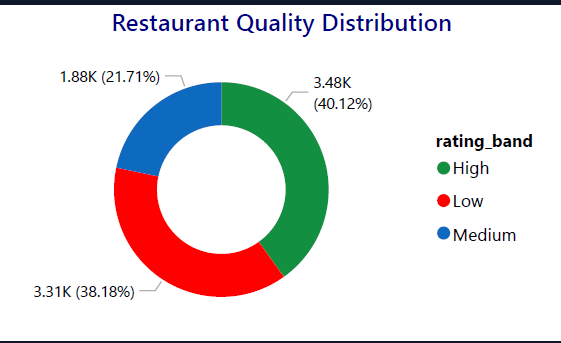 Restaurant Quality Distribution
1.88K (21.71%)
3.48K
(40.12%)
3.31K (38.18%)
rating_band
High
Low
Medium